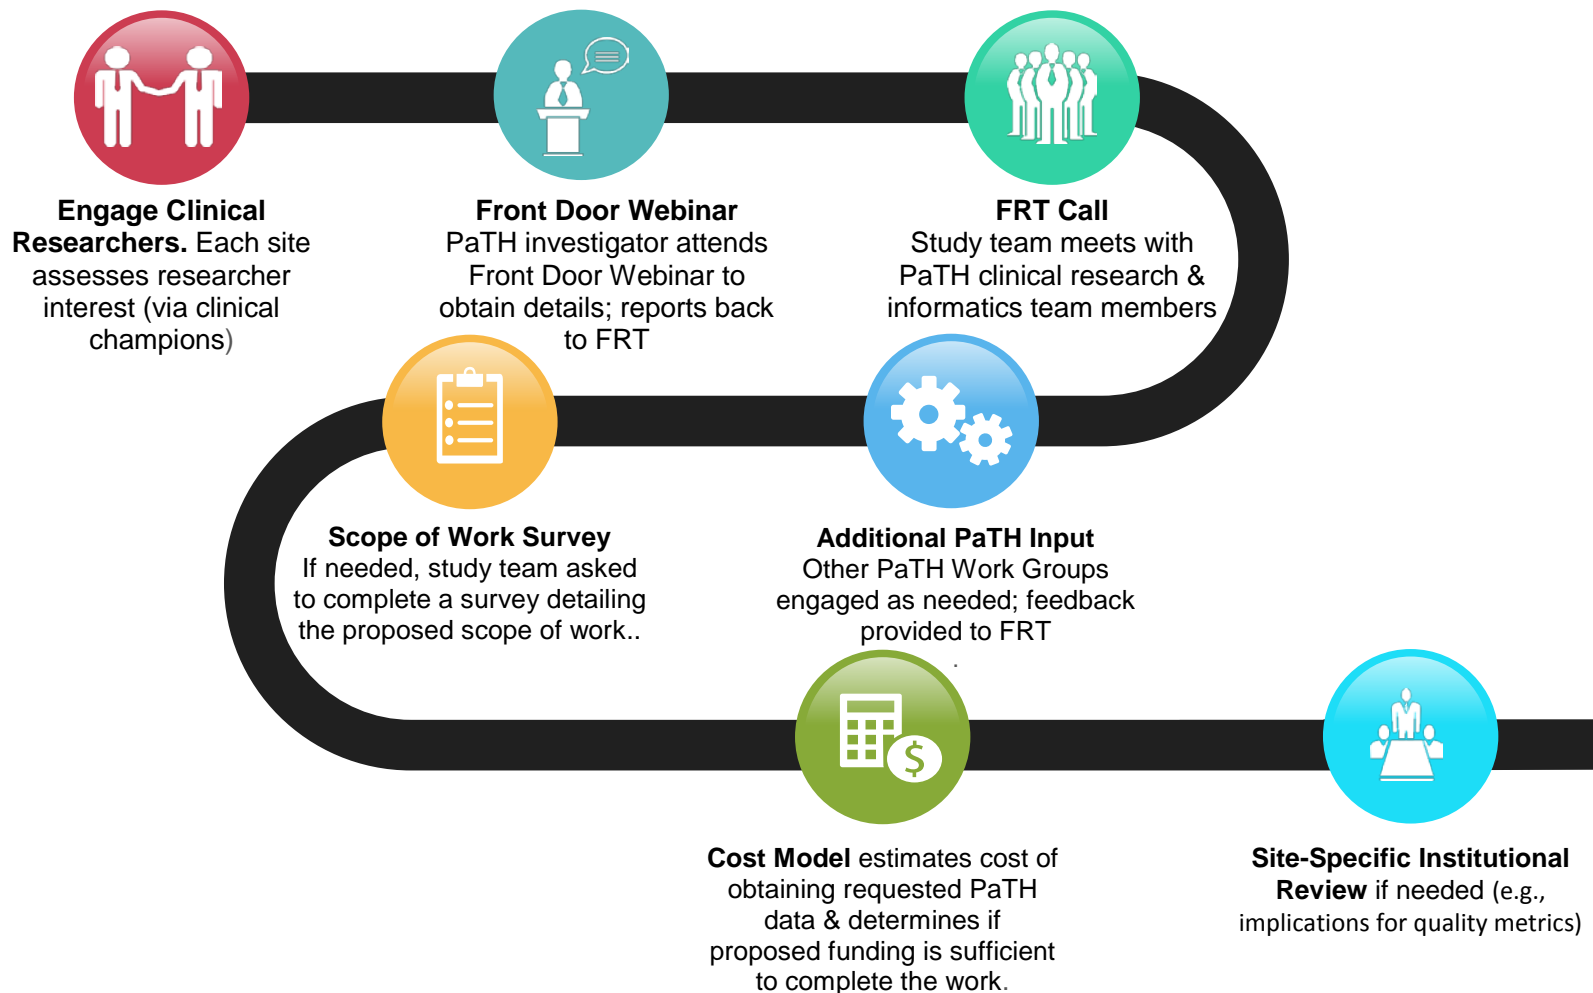 Engage Clinical
Researchers. Each site
assesses researcher
interest (via clinical
champions)
Front Door Webinar
PaTH investigator attends
Front Door Webinar to
obtain details; reports back
to FRT
FRT Call
Study team meets with
PaTH clinical research &
informatics team members
Scope of Work Survey
If needed, study team asked
to complete a survey detailing
the proposed scope of work..
Additional PaTH Input
Other PaTH Work Groups
engaged as needed; feedback
provided to FRT
.
$
Cost Model estimates cost of
obtaining requested PaTH
data & determines if
proposed funding is sufficient
to complete the work.
Site-Specific Institutional
Review if needed (e.g.,
implications for quality metrics)